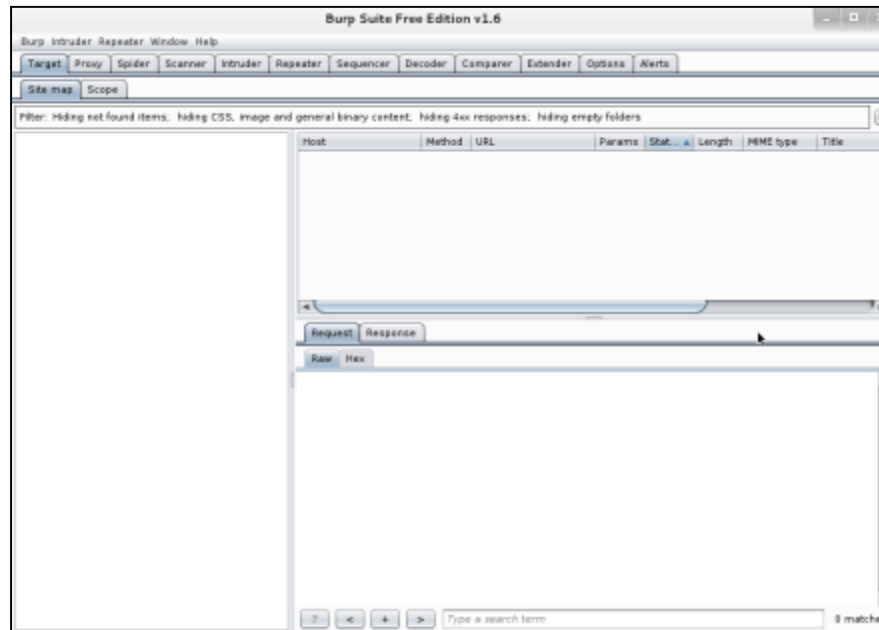 Burp Suite Free Edition v1.6
Burp Intruder Repeater Window Help
Target Proxy Spider Scanner Intruder Repeater Sequencer Decoder Comparer Extender Options Alerts
Site map Scope
Filter: Hiding not found items; hiding CSS, image and general binary content; hiding 4xx responses; hiding empty folders
Host Method URL Params Stat... Length MIME type Title
Request Response
Raw Hex
? < + > Type a search term 0 matche